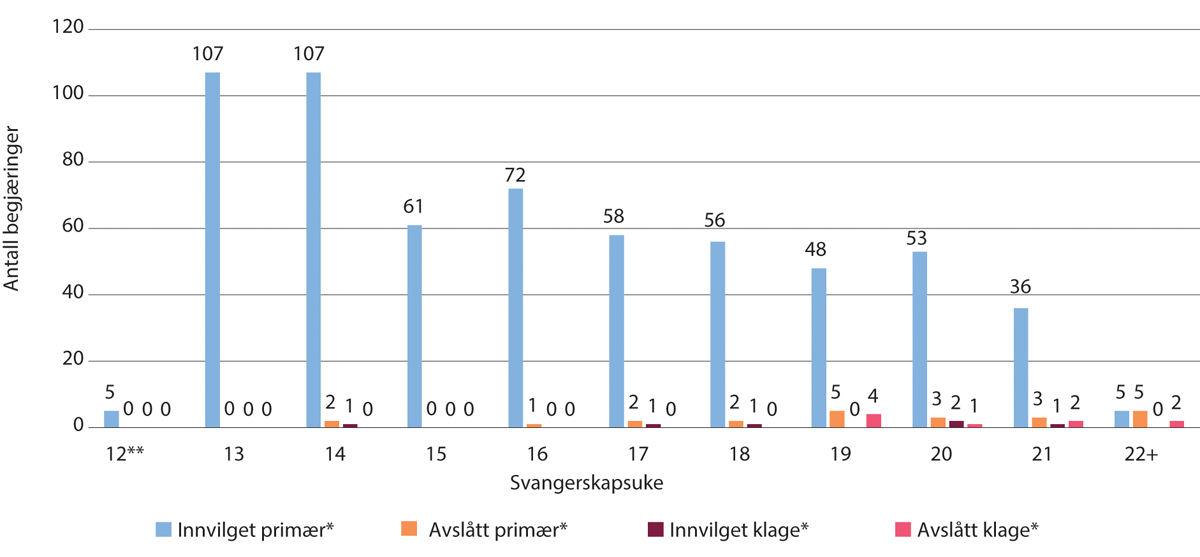 Antall begjæringer
120
100
80
60
40
20
0
5 0 0 0
107 0 0 0
107 2 1 0
61 0 0 0
72 1 0 0
58 2 1 0
56 2 1 0
48 5 0 4
53 3 2 1
36 3 1 2
5 5 0 2
12** 13 14 15 16 17 18 19 20 21 22+
Svangerskapsuke
Innvilget primær* Avslått primær* Innvilget klage* Avslått klage*